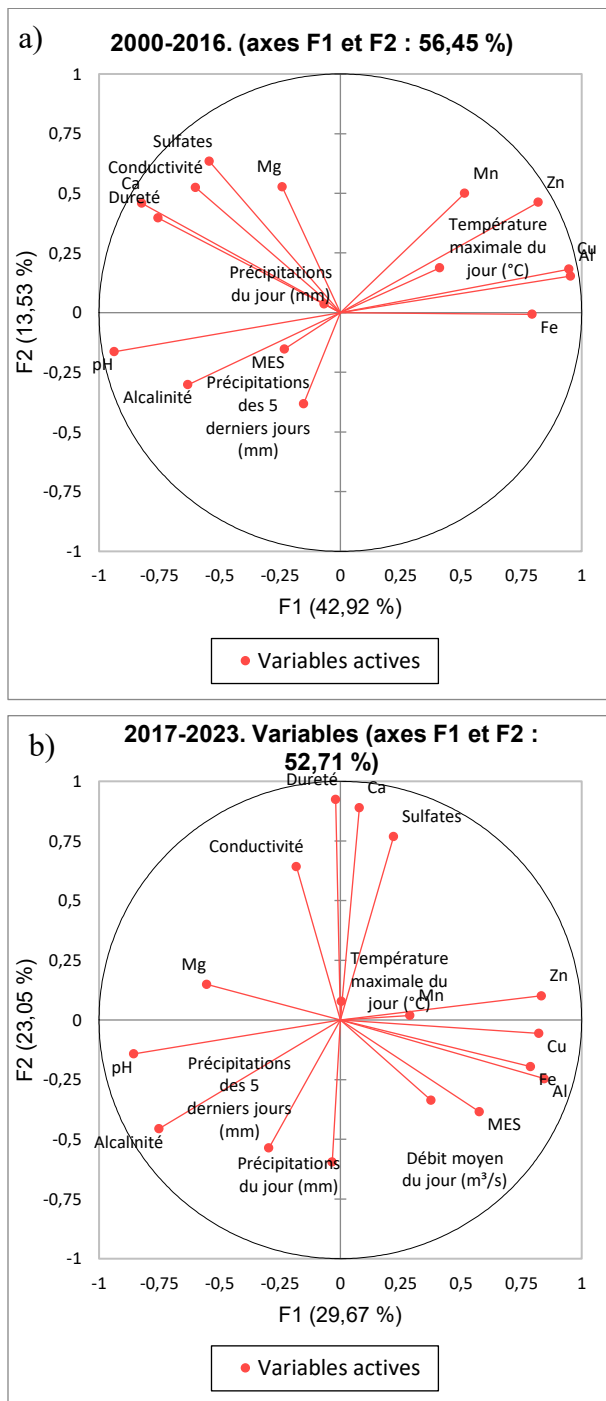 a)
2000-2016. (axes F1 et F2 : 56,45 %)
1
0,75
0,5
0,25
0
-0,25
-0,5
-0,75
-1
F2 (13,53 %)
Sulfates
Conductivité
Mg
Ca
Dureté
Mn
Zn
Température
maximale du
jour (°C)
Cu
Al
Précipitations
du jour (mm)
Fe
pH
MES
Alcalinité
Précipitations
des 5
derniers jours
(mm)
-1 -0,75 -0,5 -0,25 0 0,25 0,5 0,75 1
F1 (42,92 %)
Variables actives
b)
2017-2023. Variables (axes F1 et F2 :
52,71 %)
1
0,75
0,5
0,25
0
-0,25
-0,5
-0,75
-1
F2 (23,05 %)
Dureté
Ca
Sulfates
Conductivité
Mg
Température
maximale du
jour (°C)
Mn
Zn
Cu
pH
Fe
Al
Précipitations
des 5
derniers jours
(mm)
MES
Alcalinité
Précipitations
du jour (mm)
Débit moyen
du jour (m³/s)
-1 -0,75 -0,5 -0,25 0 0,25 0,5 0,75 1
F1 (29,67 %)
Variables actives